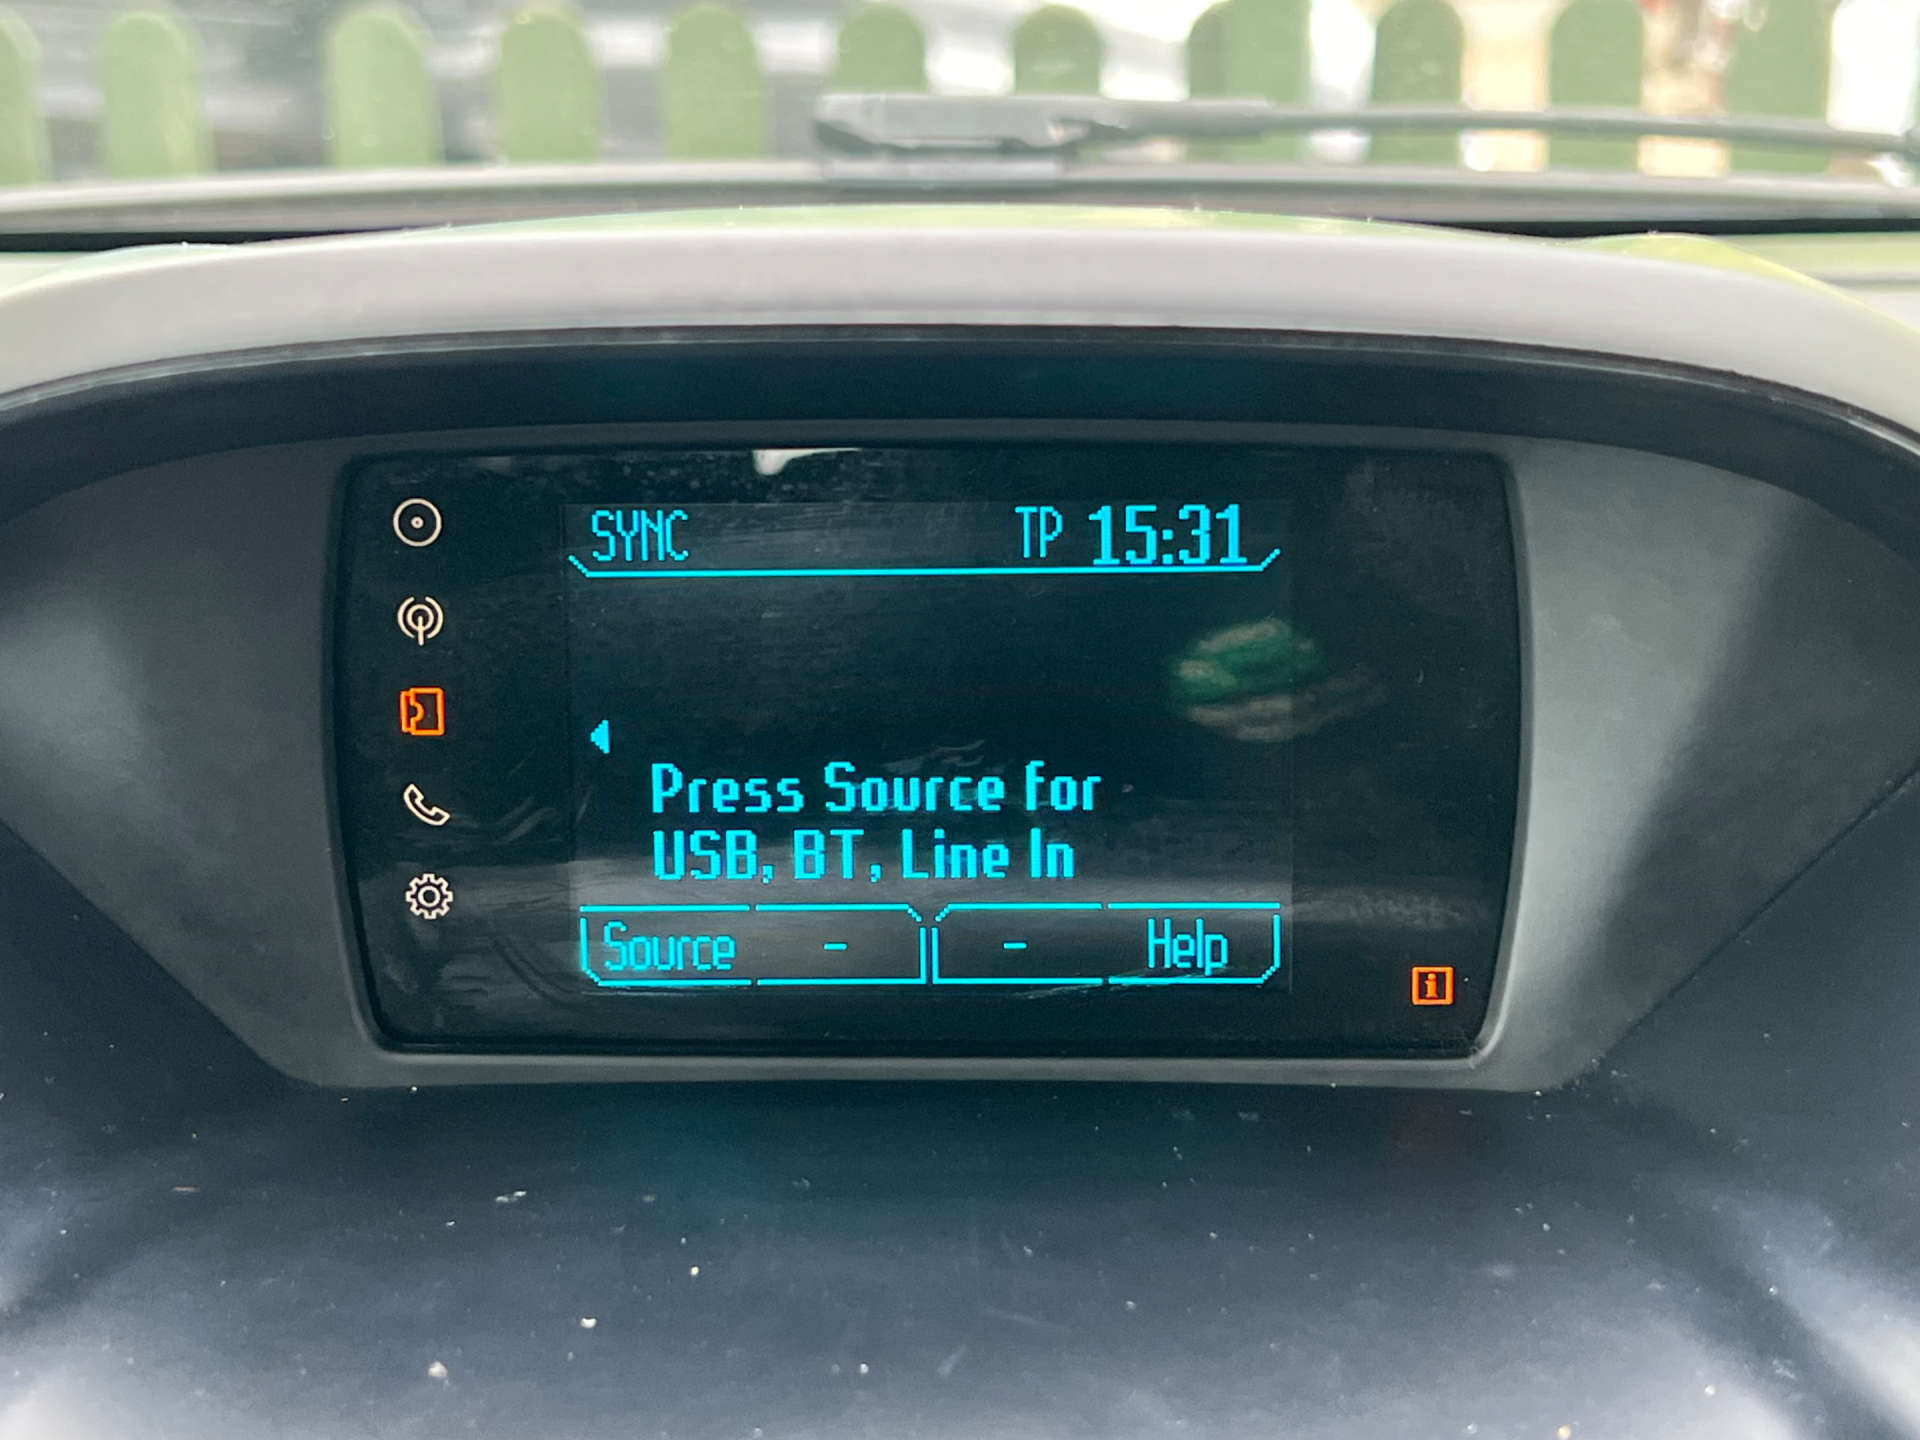 SYNC TP 15:31
Press Source for
USB, BT, Line In
Source - - Help
i